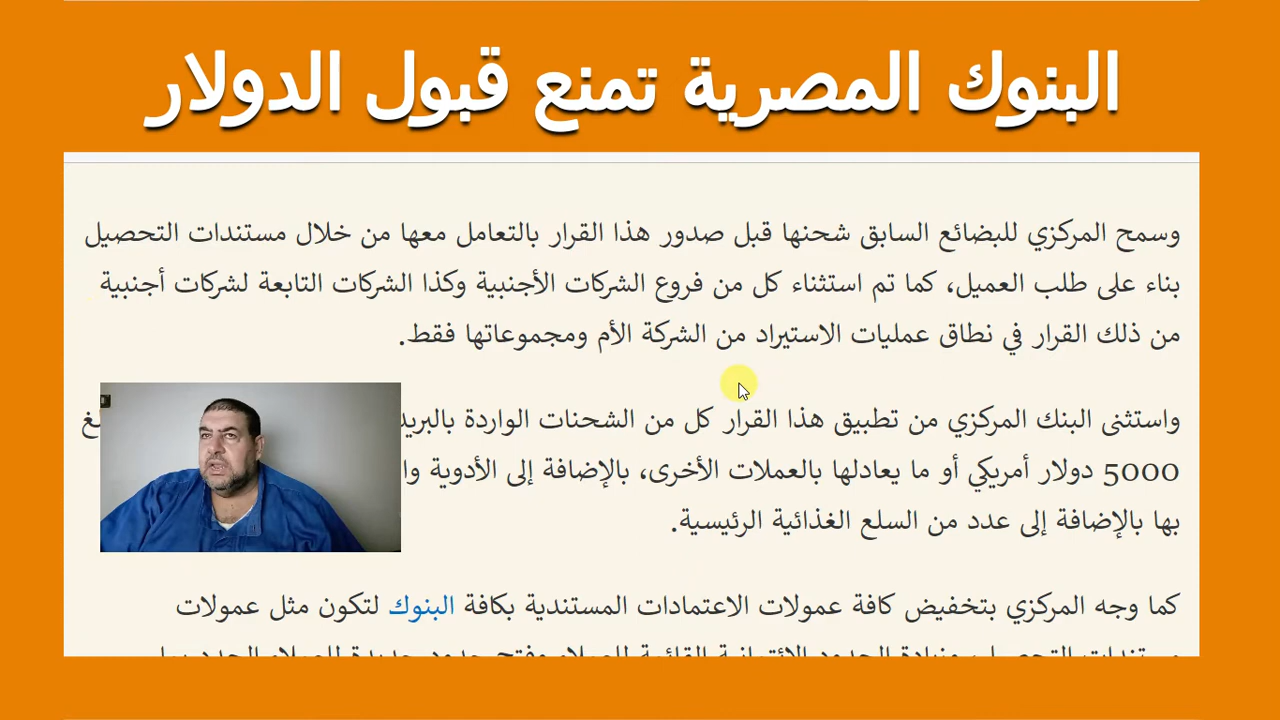 البنوك المصرية تمنع قبول الدولار
وسمح المركزي للبضائع السابق شحنها قبل صدور هذا القرار بالتعامل معها من خلال مستندات التحصيل
بناء على طلب العميل، كما تم استثناء كل من فروع الشركات الأجنبية وكذا الشركات التابعة لشركات أجنبية
من ذلك القرار في نطاق عمليات الاستيراد من الشركة الأم ومجموعاتها فقط.
واستثنى البنك المركزي من تطبيق هذا القرار كل من الشحنات الواردة بالبريد
5000 دولار أمريكي أو ما يعادلها بالعملات الأخرى، بالإضافة إلى الأدوية
بها بالإضافة إلى عدد من السلع الغذائية الرئيسية.
كما وجه المركزي بتخفيض كافة عمولات الاعتمادات المستندية بكافة البنوك لتكون مثل عمولات